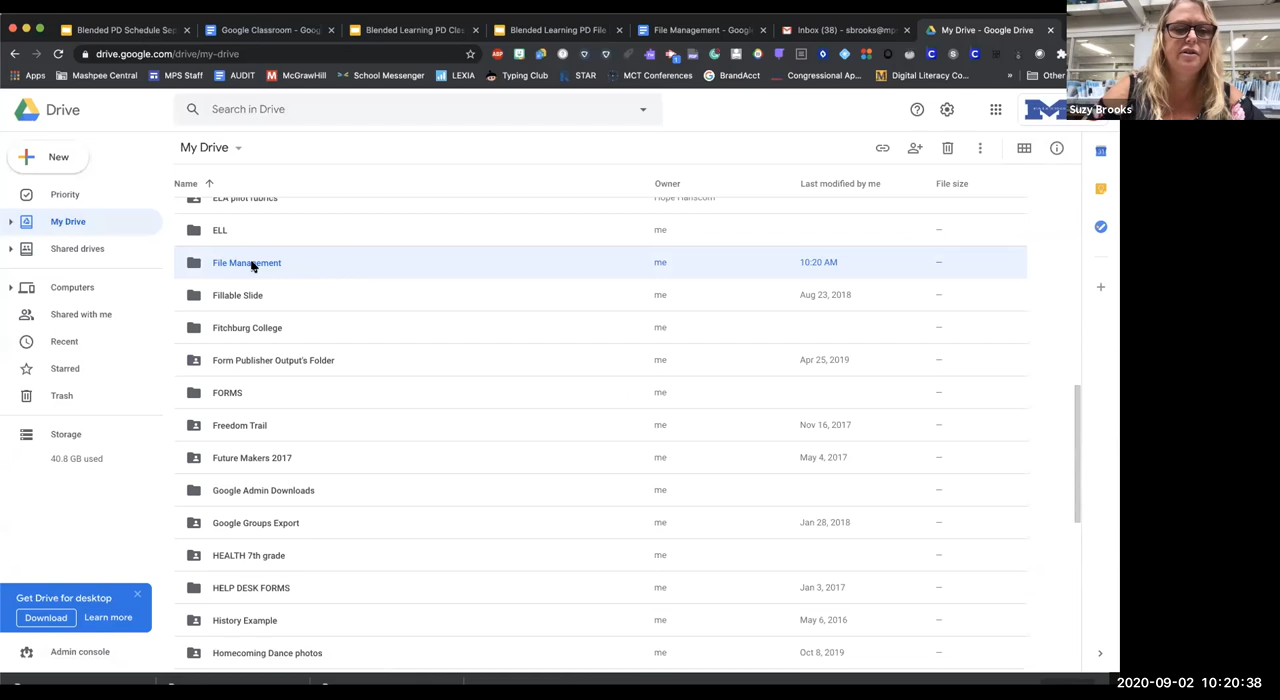 Blended PD Schedule Sep
Google Classroom - Goog
Blended Learning PD Clas
Blended Learning PD File
File Management - Google
Inbox (38) - sbrooks@mp
My Drive - Google Drive
drive.google.com/drive/my-drive
Apps Mashpee Central MPS Staff AUDIT McGrawHill School Messenger LEXIA Typing Club STAR MCT Conferences BrandAcct Congressional Ap... Digital Literacy Co... » Other
Suzy Brooks
Drive
Search in Drive
M
New
My Drive
Name Owner Last modified by me File size
Priority
My Drive
Shared drives
Computers
Shared with me
Recent
Starred
Trash
Storage
40.8 GB used
Get Drive for desktop
Download Learn more
Admin console
ELA pilot rubrics Hope Hanscom
ELL me –
File Management me 10:20 AM –
Fillable Slide me Aug 23, 2018 –
Fitchburg College me –
Form Publisher Output's Folder me Apr 25, 2019 –
FORMS me –
Freedom Trail me Nov 16, 2017 –
Future Makers 2017 me May 4, 2017 –
Google Admin Downloads me –
Google Groups Export me Jan 28, 2018 –
HEALTH 7th grade me –
HELP DESK FORMS me Jan 3, 2017 –
History Example me May 6, 2016 –
Homecoming Dance photos me Oct 8, 2019 –
2020-09-02 10:20:38